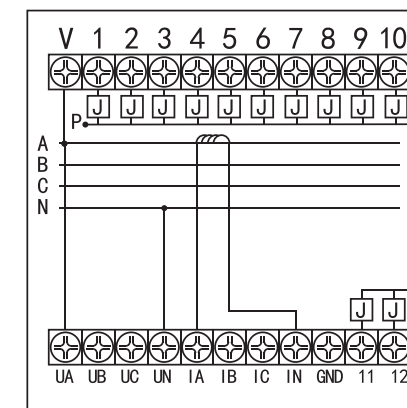 V 1 2 3 4 5 6 7 8 9 10
J J J J J J J J J J
P
A
B
C
N
J J
UA UB UC UN IA IB IC IN GND 11 12